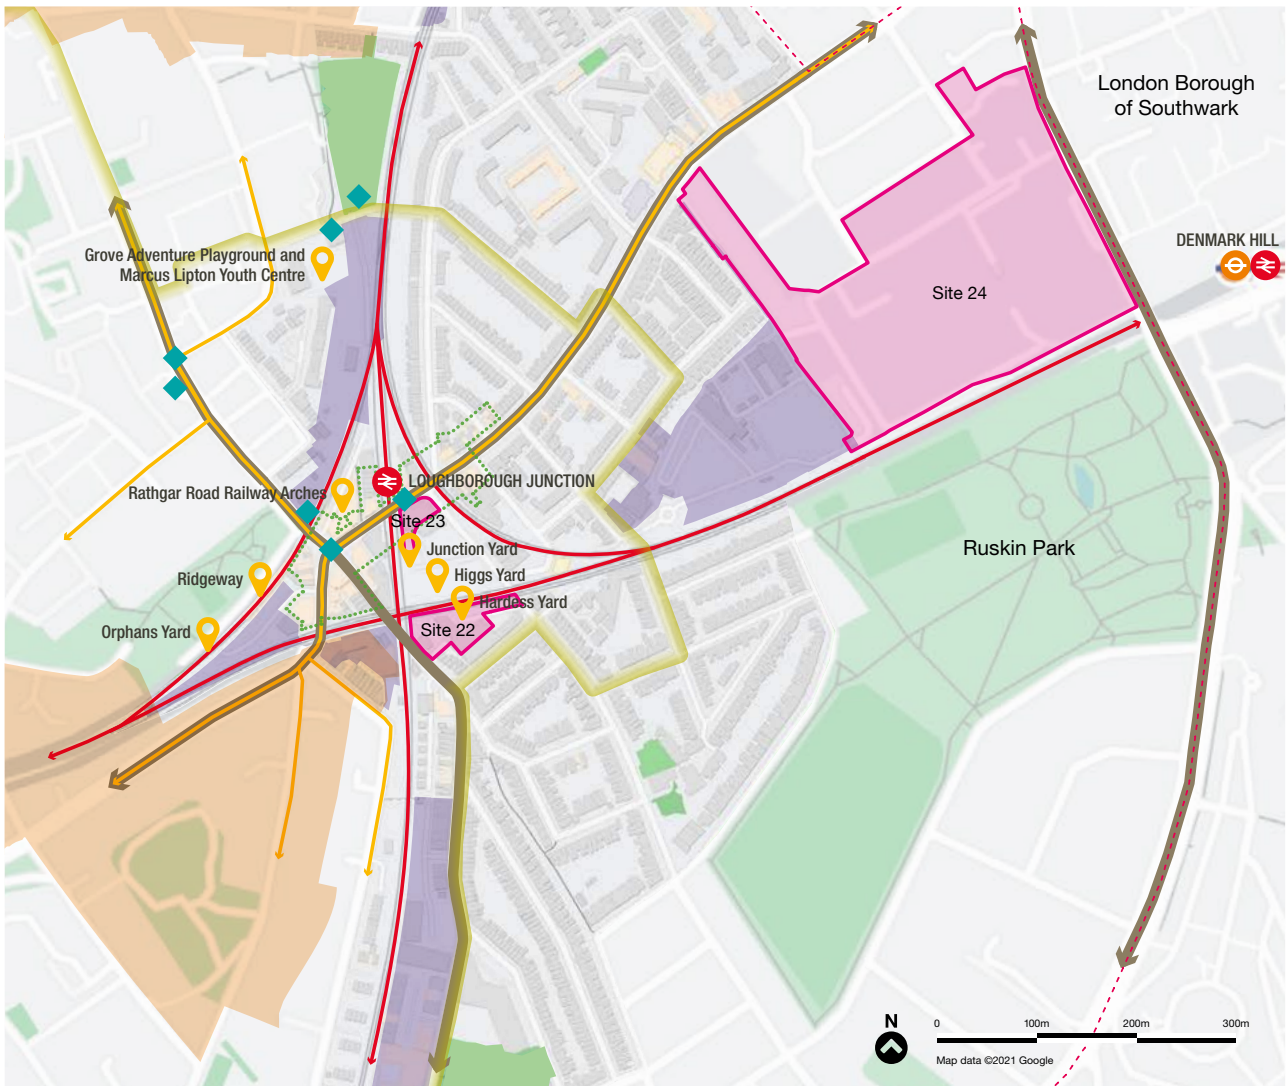 London Borough
of Southwark
DENMARK HILL
Grove Adventure Playground and
Marcus Lipton Youth Centre
Site 24
LOUGHBOROUGH JUNCTION
Rathgar Road Railway Arches
Site 23
Junction Yard
Ruskin Park
Higgs Yard
Ridgeway
Hardess Yard
Orphans Yard
Site 22
N
0 100m 200m 300m
Map data ©2021 Google